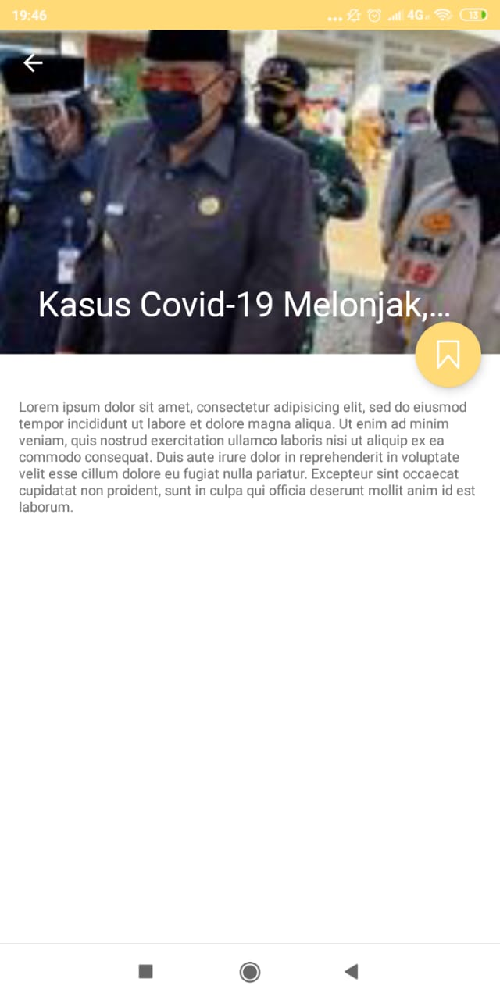 19:46
4G
13
Kasus Covid-19 Melonjak,...
Lorem ipsum dolor sit amet, consectetur adipisicing elit, sed do eiusmod
tempor incididunt ut labore et dolore magna aliqua. Ut enim ad minim
veniam, quis nostrud exercitation ullamco laboris nisi ut aliquip ex ea
commodo consequat. Duis aute irure dolor in reprehenderit in voluptate
velit esse cillum dolore eu fugiat nulla pariatur. Excepteur sint occaecat
cupidatat non proident, sunt in culpa qui officia deserunt mollit anim id est
laborum.